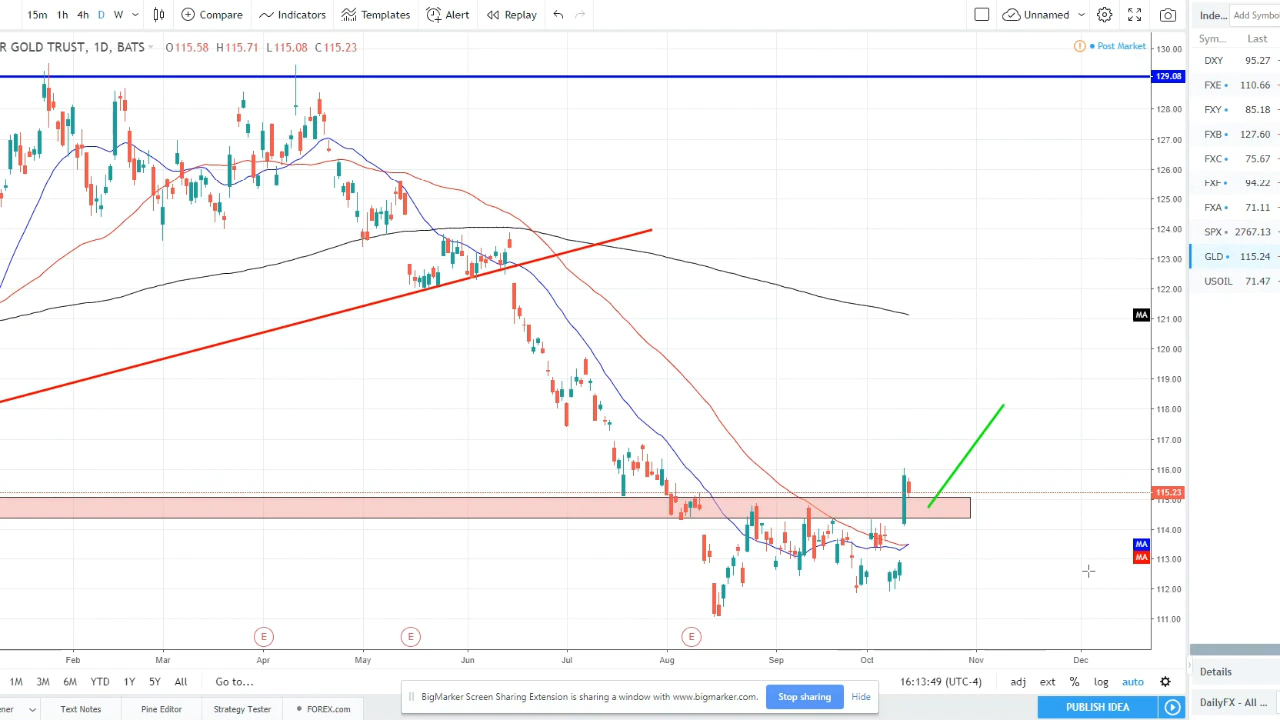 15m 1h 4h D W Compare Indicators Templates Alert Replay Unnamed
Inde... Add Symbo
R GOLD TRUST, 1D, BATS O115.58 H115.71 L115.08 C115.23
Post Market
Sym... Last
DXY 95.27
FXE 110.66
FXY 85.18
FXB 127.60
FXC 75.67
FXF 94.22
FXA 71.11
SPX 2767.13
GLD 115.24
USOIL 71.47
130.00
129.08
128.00
127.00
126.00
125.00
124.00
123.00
122.00
MA
121.00
120.00
119.00
118.00
117.00
116.00
115.23
115.00
114.00
MA
MA
113.00
112.00
111.00
E E E
Feb Mar Apr May Jun Jul Aug Sep Oct Nov Dec
1M 3M 6M YTD 1Y 5Y All Go to... 16:13:49 (UTC-4) adj ext % log auto
Details
BigMarker Screen Sharing Extension is sharing a window with www.bigmarker.com. Stop sharing Hide
ener Text Notes Pine Editor Strategy Tester FOREX.com PUBLISH IDEA
DailyFX - All ...